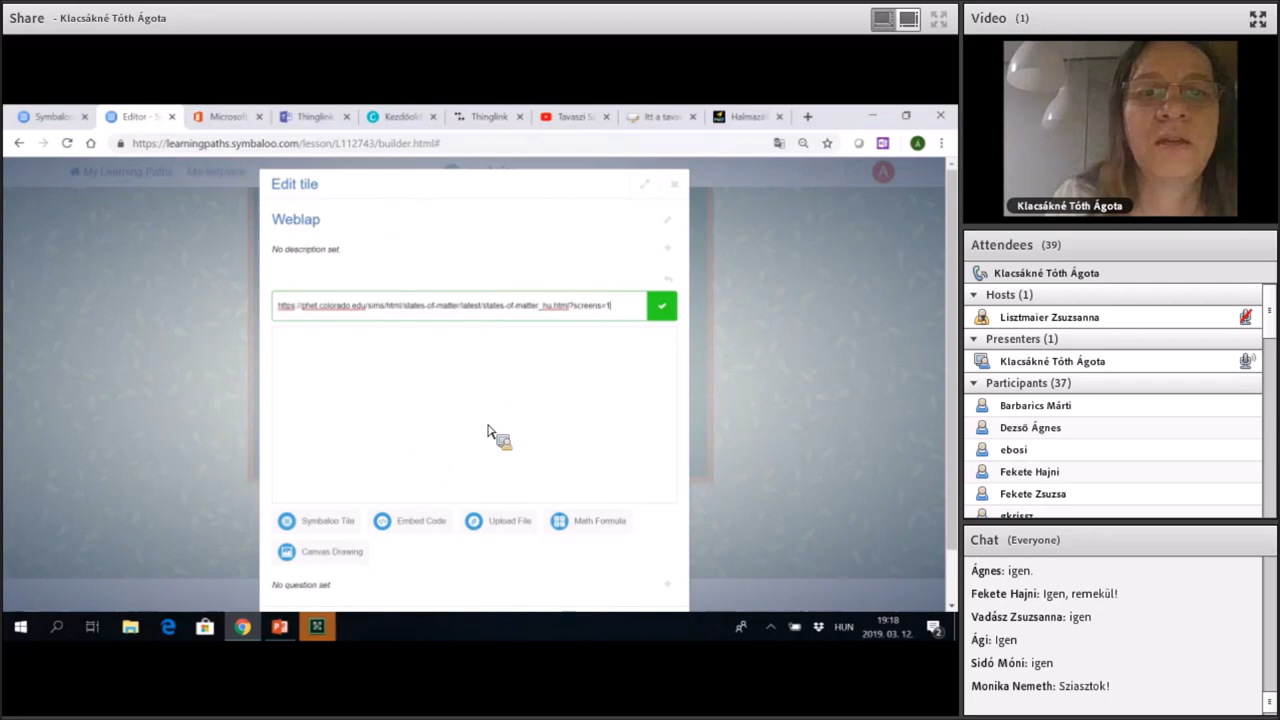 Share - Klacsákné Tóth Ágota
Video (1)
Klacsákné Tóth Ágota
Symbaloo
Editor - S
Microsoft
Thinglink
Kezdőold
Thinglink
Tavaszi S
Itt a tava
Halmazál
https://learningpaths.symbaloo.com/lesson/L112743/builder.html#
My Learning Paths
Marketplace
A
Edit tile
Weblap
No description set.
https://phet.colorado.edu/sims/html/states-of-matter/latest/states-of-matter_hu.html?screens=1
Symbaloo Tile
Embed Code
Upload File
Math Formula
Canvas Drawing
No question set.
HUN
19:18
2019. 03. 12.
2
Attendees (39)
Klacsákné Tóth Ágota
Hosts (1)
Lisztmaier Zsuzsanna
Presenters (1)
Klacsákné Tóth Ágota
Participants (37)
Barbarics Márti
Dezső Ágnes
ebosi
Fekete Hajni
Fekete Zsuzsa
gkrissz
Chat (Everyone)
Ágnes: igen.
Fekete Hajni: Igen, remekül!
Vadász Zsuzsanna: igen
Ági: Igen
Sidó Móni: igen
Monika Nemeth: Sziasztok!